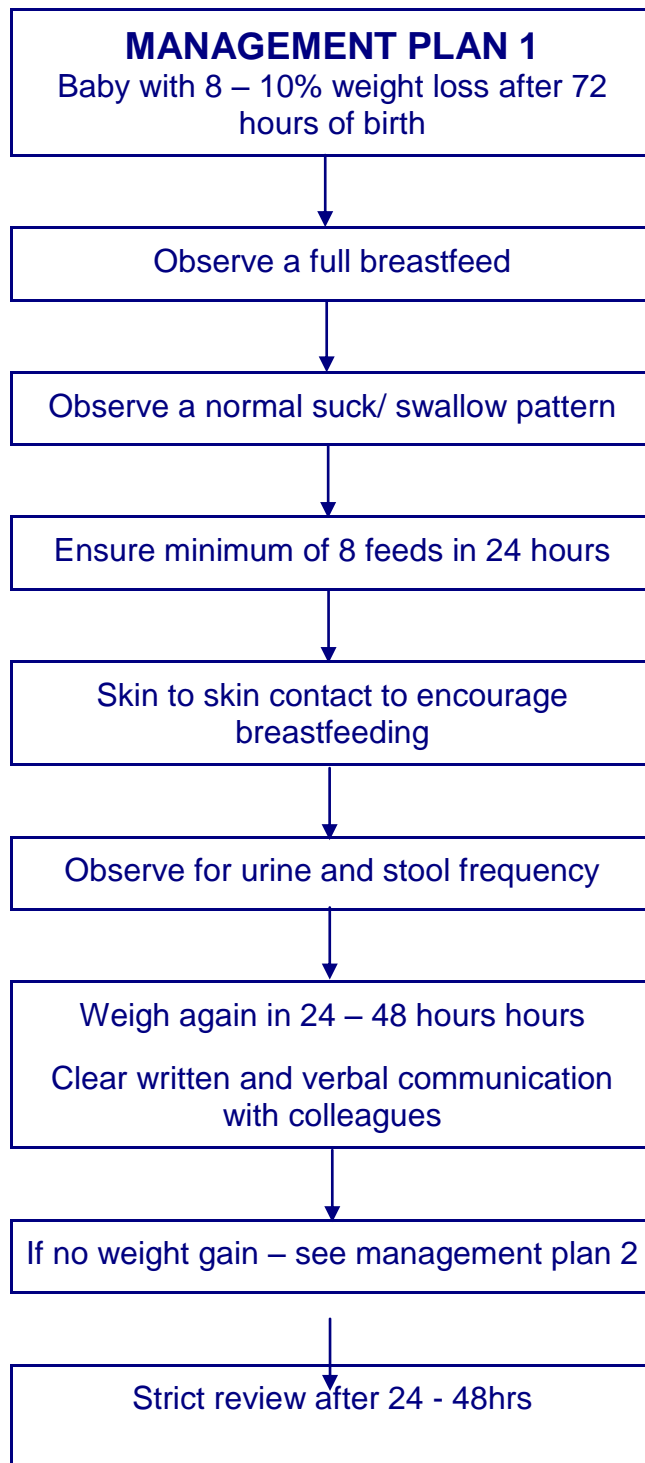 MANAGEMENT PLAN 1
Baby with 8 – 10% weight loss after 72
hours of birth
Observe a full breastfeed
Observe a normal suck/ swallow pattern
Ensure minimum of 8 feeds in 24 hours
Skin to skin contact to encourage
breastfeeding
Observe for urine and stool frequency
Weigh again in 24 – 48 hours hours
Clear written and verbal communication
with colleagues
If no weight gain – see management plan 2
Strict review after 24 - 48hrs